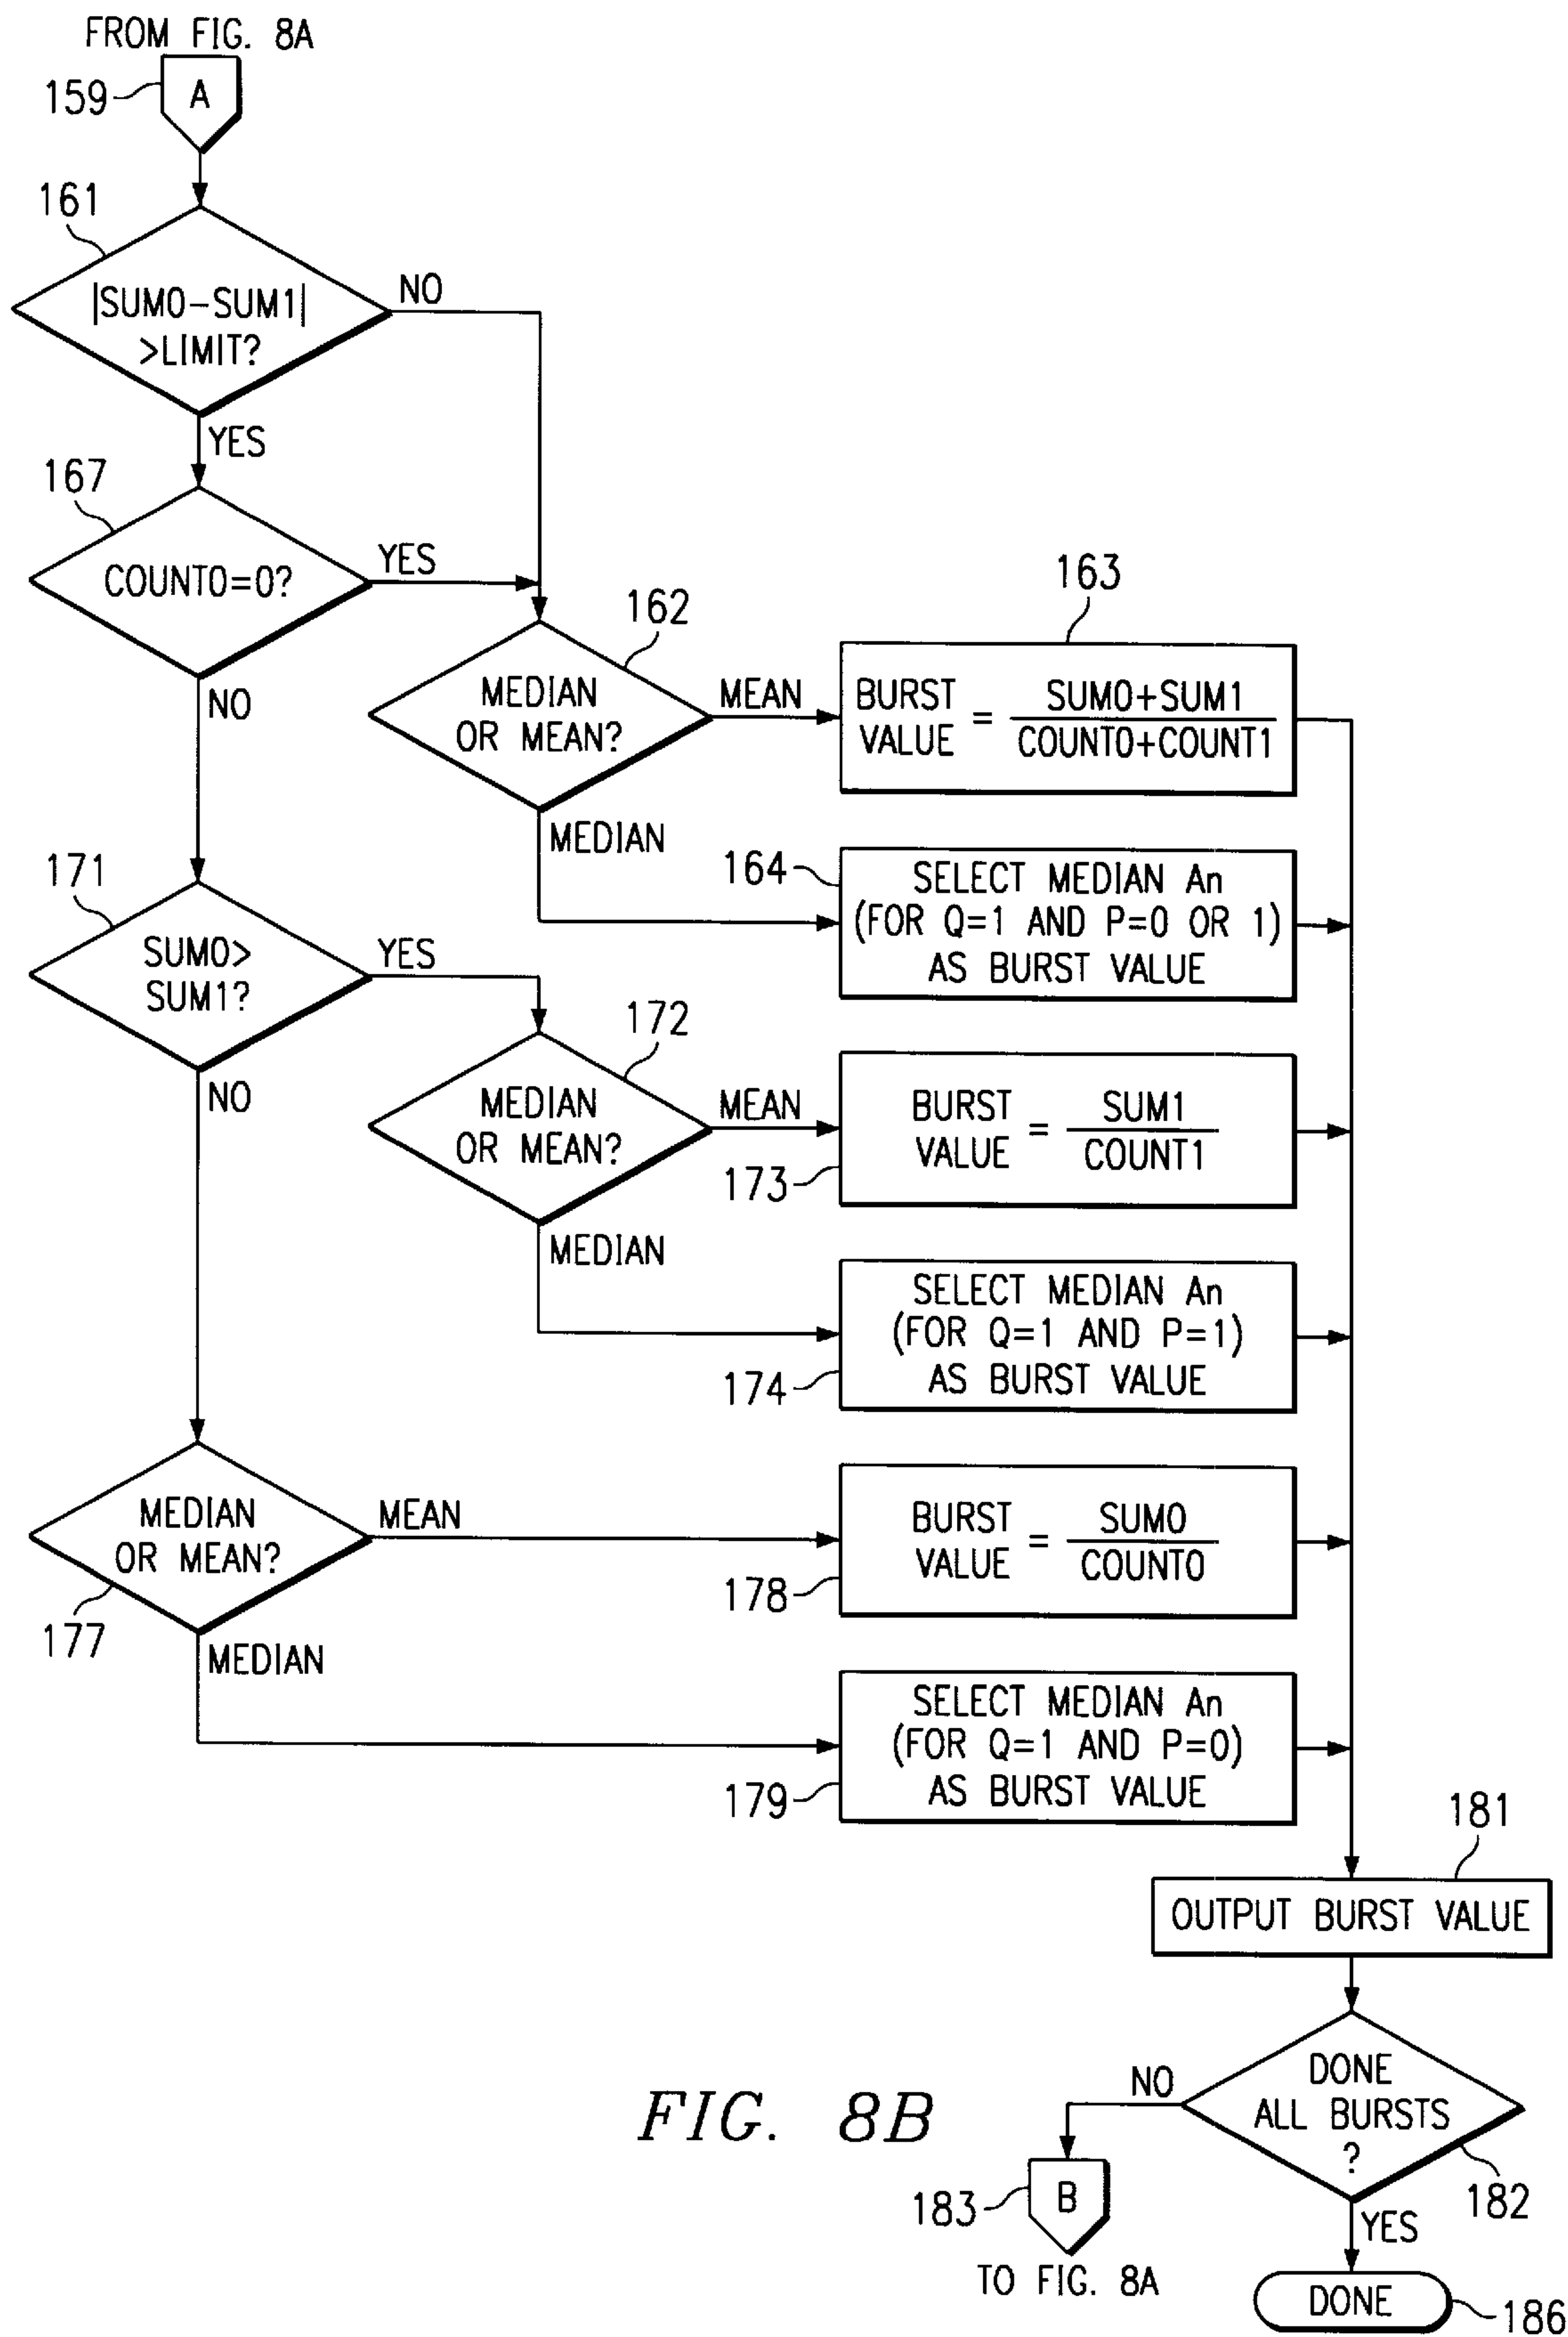 FROM FIG. 8A
159
A
161
|SUM0-SUM1|
>LIMIT?
NO
YES
167
COUNT0=0?
YES
NO
162
MEDIAN
OR MEAN?
MEAN
MEDIAN
163
BURST
VALUE
=
SUM0+SUM1
COUNT0+COUNT1
164
SELECT MEDIAN An
(FOR Q=1 AND P=0 OR 1)
AS BURST VALUE
171
SUM0>
SUM1?
YES
NO
172
MEDIAN
OR MEAN?
MEAN
MEDIAN
BURST
VALUE
=
SUM1
COUNT1
173
SELECT MEDIAN An
(FOR Q=1 AND P=1)
AS BURST VALUE
174
MEDIAN
OR MEAN?
177
MEAN
MEDIAN
BURST
VALUE
=
SUM0
COUNT0
178
SELECT MEDIAN An
(FOR Q=1 AND P=0)
AS BURST VALUE
179
181
OUTPUT BURST VALUE
DONE
ALL BURSTS
?
182
NO
183
B
TO FIG. 8A
YES
DONE
186
FIG. 8B